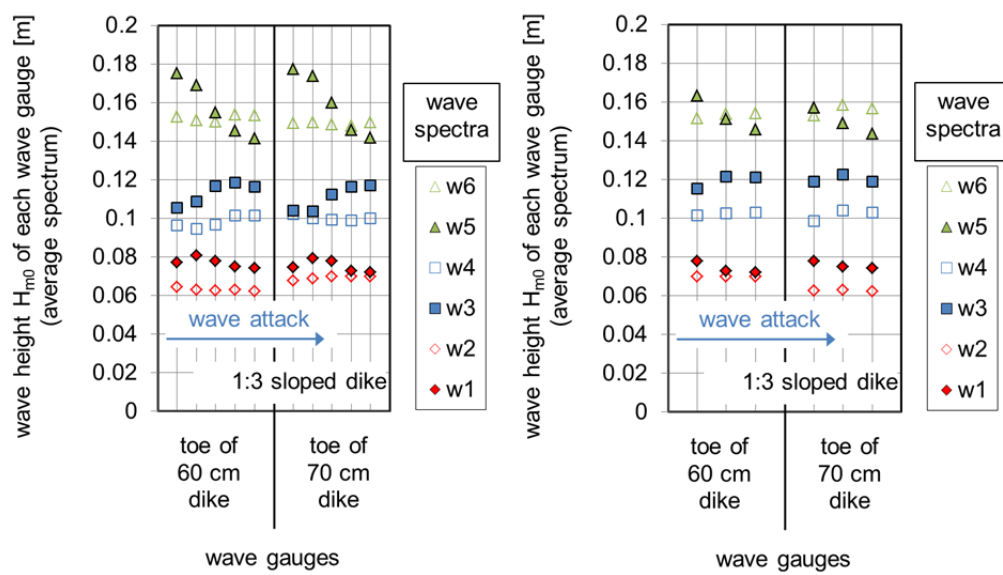 wave height Hm0 of each wave gauge [m]
(average spectrum)
0.2
0.18
0.16
0.14
0.12
0.1
0.08
0.06
0.04
0.02
0
wave attack
1:3 sloped dike
toe of
60 cm
dike
toe of
70 cm
dike
wave gauges
wave
spectra
w6
w5
w4
w3
w2
w1
wave height Hm0 of each wave gauge [m]
(average spectrum)
0.2
0.18
0.16
0.14
0.12
0.1
0.08
0.06
0.04
0.02
0
wave attack
1:3 sloped dike
toe of
60 cm
dike
toe of
70 cm
dike
wave gauges
wave
spectra
w6
w5
w4
w3
w2
w1